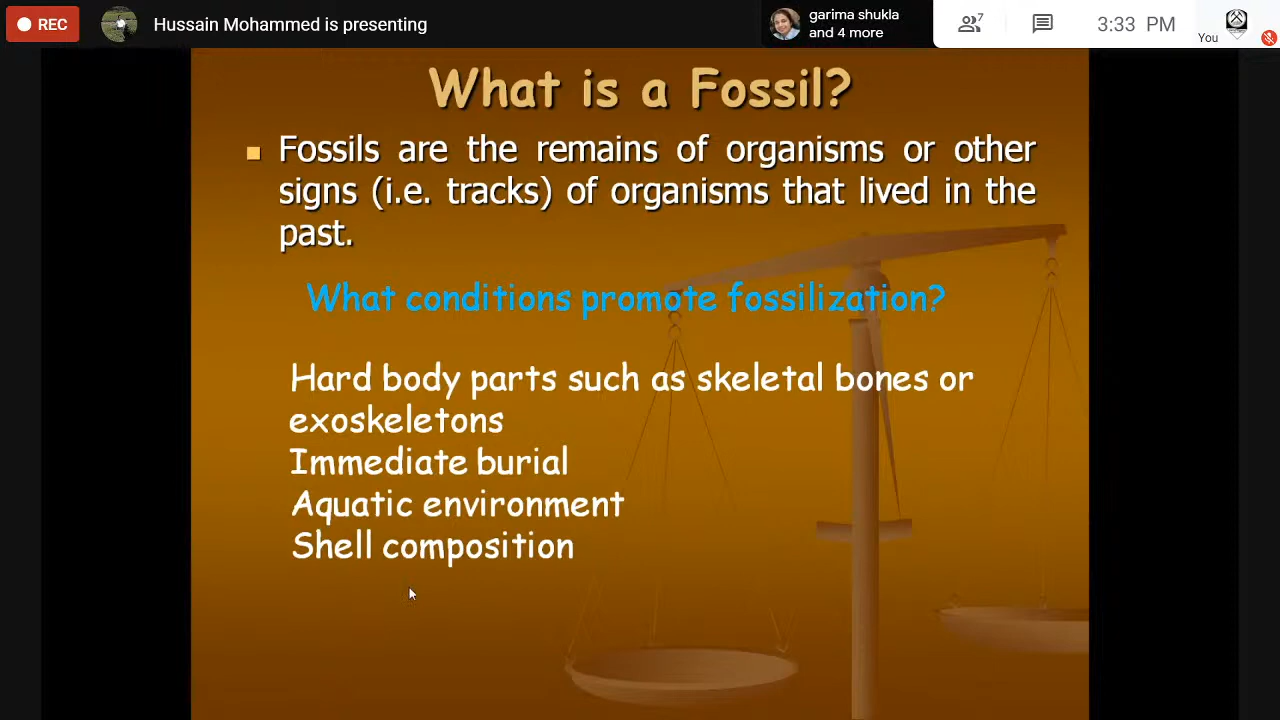 REC
Hussain Mohammed is presenting
garima shukla
and 4 more
7
3:33 PM
You
What is a Fossil?
Fossils are the remains of organisms or other
signs (i.e. tracks) of organisms that lived in the
past.
What conditions promote fossilization?
Hard body parts such as skeletal bones or
exoskeletons
Immediate burial
Aquatic environment
Shell composition